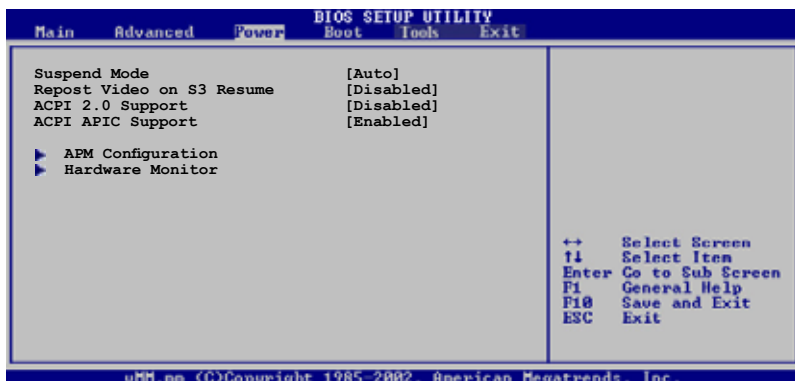 BIOS SETUP UTILITY
Main Advanced Power Boot Tools Exit
Suspend Mode [Auto]
Repost Video on S3 Resume [Disabled]
ACPI 2.0 Support [Disabled]
ACPI APIC Support [Enabled]
APM Configuration
Hardware Monitor
↔ Select Screen
↑↓ Select Item
Enter Go to Sub Screen
F1 General Help
F10 Save and Exit
ESC Exit
vMM.nn (C)Copyright 1985-2002, American Megatrends, Inc.